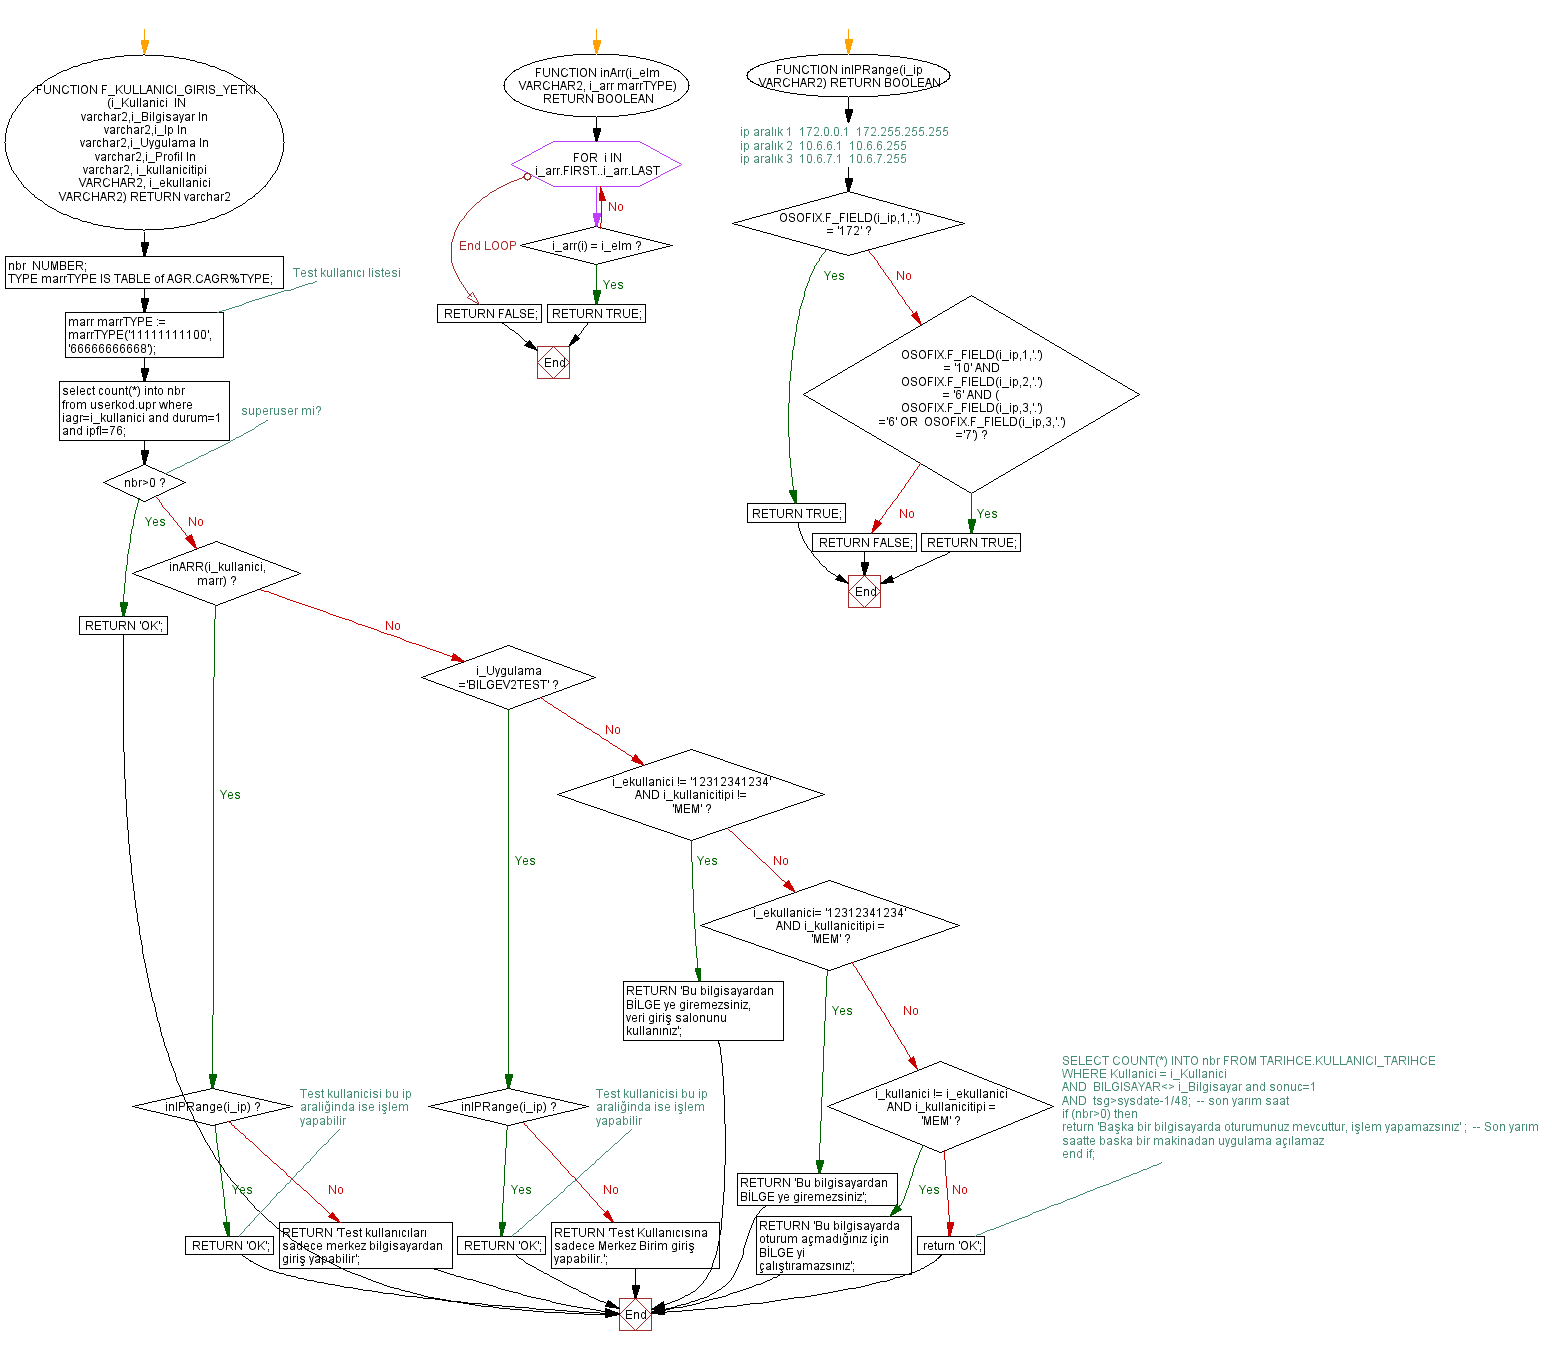 FUNCTION F_KULLANICI_GIRIS_YETKI
(i_Kullanici IN
varchar2,i_Bilgisayar In
varchar2,i_Ip In
varchar2,i_Uygulama In
varchar2,i_Profil In
varchar2, i_kullanicitipi
VARCHAR2, i_ekullanici
VARCHAR2) RETURN varchar2
nbr NUMBER;
TYPE marrTYPE IS TABLE of AGR.CAGR%TYPE;
Test kullanıcı listesi
marr marrTYPE :=
marrTYPE('11111111100',
'66666666668');
select count(*) into nbr
from userkod.upr where
iagr=i_kullanici and durum=1
and ipfl=76;
superuser mi?
nbr>0 ?
Yes
No
inARR(i_kullanici,
marr) ?
RETURN 'OK';
No
Yes
i_Uygulama
='BILGEV2TEST' ?
No
Yes
i_ekullanici != '12312341234'
AND i_kullanicitipi !=
'MEM' ?
Yes
No
i_ekullanici= '12312341234'
AND i_kullanicitipi =
'MEM' ?
RETURN 'Bu bilgisayardan
BİLGE ye giremezsiniz,
veri giriş salonunu
kullanınız';
Yes
No
i_kullanici != i_ekullanici
AND i_kullanicitipi =
'MEM' ?
SELECT COUNT(*) INTO nbr FROM TARIHCE.KULLANICI_TARIHCE
WHERE Kullanici = i_Kullanici
AND BILGISAYAR<> i_Bilgisayar and sonuc=1
AND tsg>sysdate-1/48; -- son yarım saat
if (nbr>0) then
return 'Başka bir bilgisayarda oturumunuz mevcuttur, işlem yapamazsınız' ; -- Son yarım
saatte baska bir makinadan uygulama açılamaz
end if;
inIPRange(i_ip) ?
Test kullanicisi bu ip
araliğinda ise işlem
yapabilir
inIPRange(i_ip) ?
Test kullanicisi bu ip
araliğinda ise işlem
yapabilir
Yes
No
Yes
No
RETURN 'Bu bilgisayardan
BİLGE ye giremezsiniz';
Yes
No
RETURN 'OK';
RETURN 'Test kullanıcıları
sadece merkez bilgisayardan
giriş yapabilir';
RETURN 'OK';
RETURN 'Test Kullanıcısına
sadece Merkez Birim giriş
yapabilir.';
RETURN 'Bu bilgisayarda
oturum açmadığınız için
BİLGE yi
çalıştıramazsınız';
return 'OK';
End
FUNCTION inArr(i_elm
VARCHAR2, i_arr marrTYPE)
RETURN BOOLEAN
FOR i IN
i_arr.FIRST..i_arr.LAST
No
End LOOP
i_arr(i) = i_elm ?
Yes
RETURN FALSE;
RETURN TRUE;
End
FUNCTION inIPRange(i_ip
VARCHAR2) RETURN BOOLEAN
ip aralık 1 172.0.0.1 172.255.255.255
ip aralık 2 10.6.6.1 10.6.6.255
ip aralık 3 10.6.7.1 10.6.7.255
OSOFIX.F_FIELD(i_ip,1,'.')
= '172' ?
Yes
No
OSOFIX.F_FIELD(i_ip,1,'.')
= '10' AND
OSOFIX.F_FIELD(i_ip,2,'.')
= '6' AND (
OSOFIX.F_FIELD(i_ip,3,'.')
='6' OR OSOFIX.F_FIELD(i_ip,3,'.')
='7') ?
RETURN TRUE;
No
Yes
RETURN FALSE;
RETURN TRUE;
End